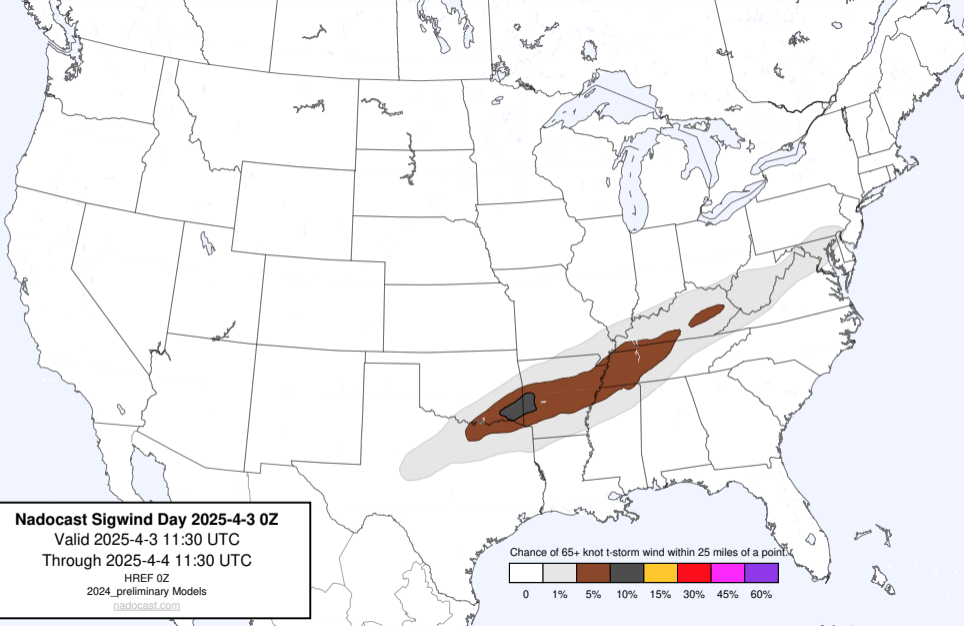 Nadocast Sigwind Day 2025-4-3 0Z
Valid 2025-4-3 11:30 UTC
Through 2025-4-4 11:30 UTC
HREF 0Z
2024_preliminary Models
nadocast.com
Chance of 65+ knot t-storm wind within 25 miles of a point.
0 1% 5% 10% 15% 30% 45% 60%